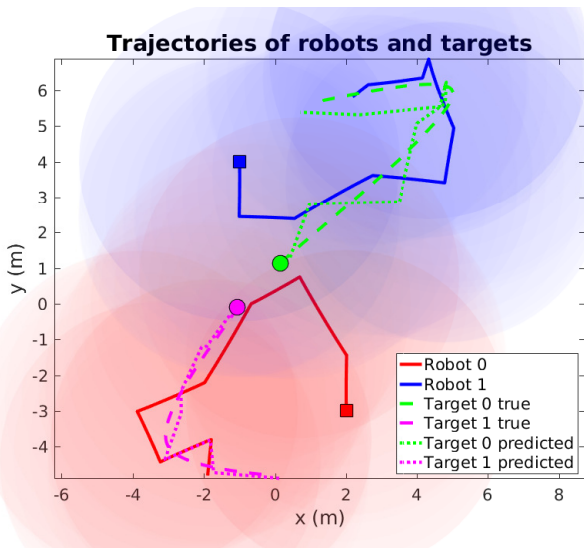 Trajectories of robots and targets
y (m)
6
5
4
3
2
1
0
-1
-2
-3
-4
Robot 0
Robot 1
Target 0 true
Target 1 true
Target 0 predicted
Target 1 predicted
-6 -4 -2 0 2 4 6 8
x (m)